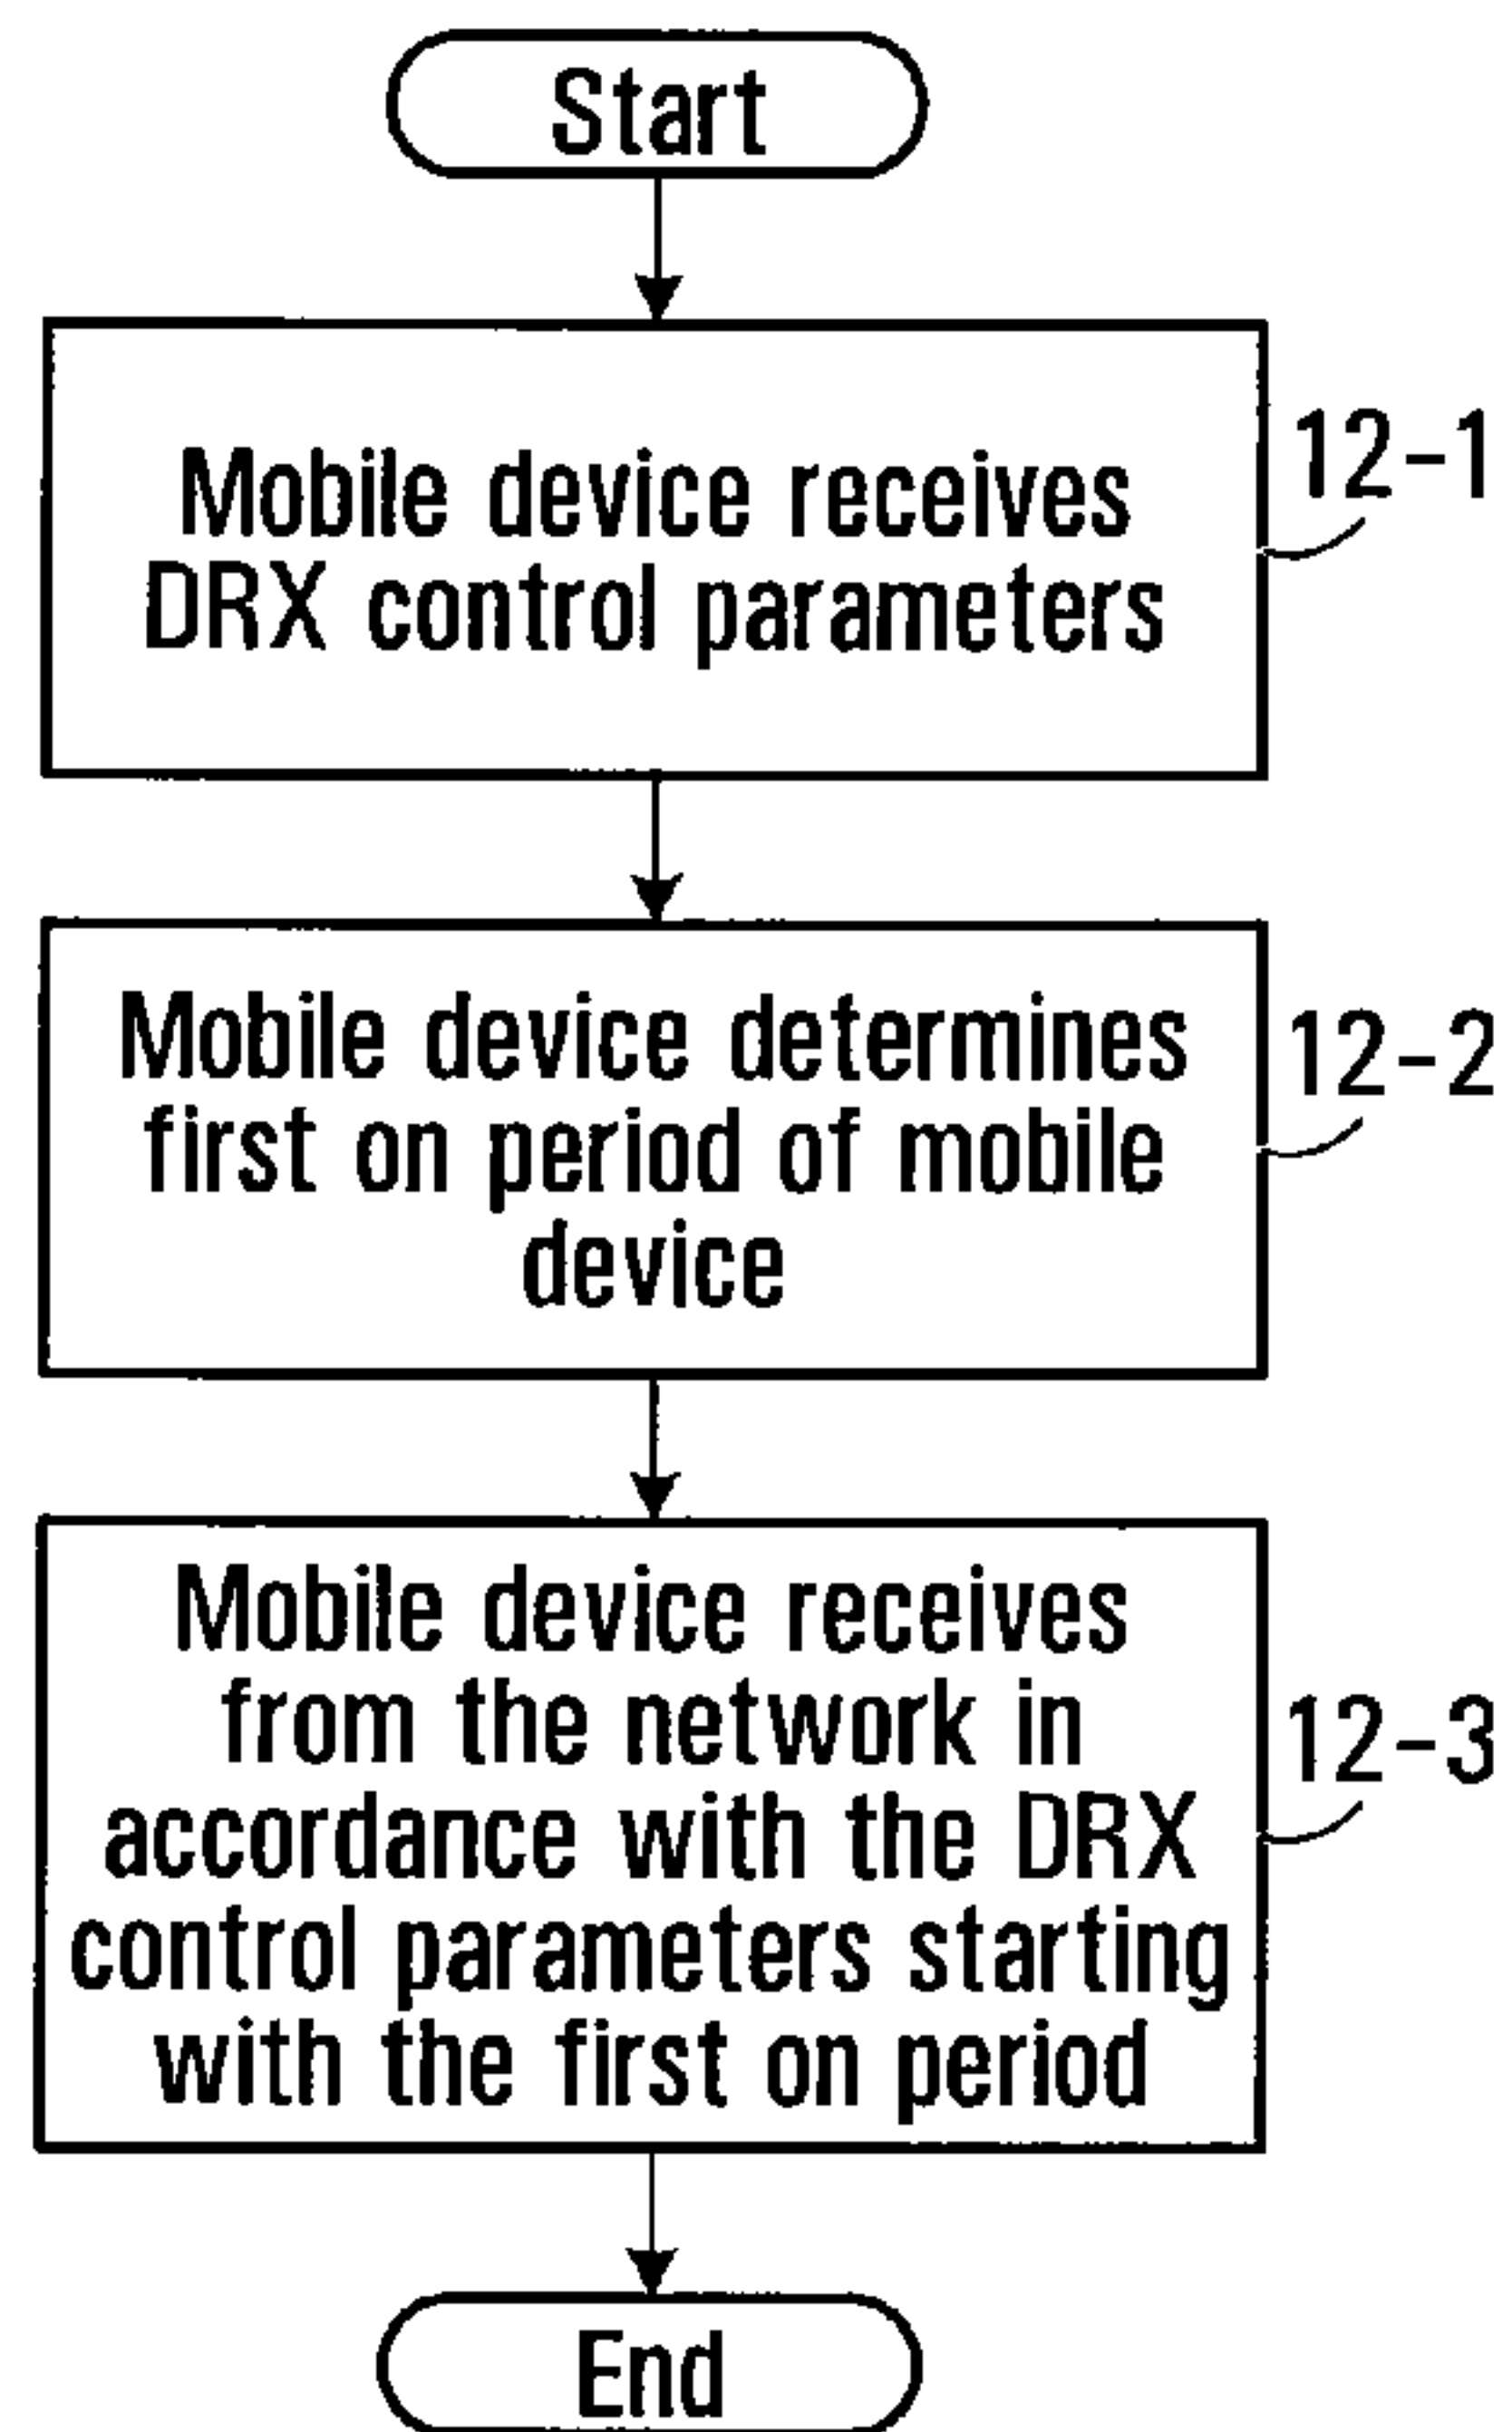 Start
Mobile device receives
DRX control parameters
12-1
Mobile device determines
first on period of mobile
device
12-2
Mobile device receives
from the network in
accordance with the DRX
control parameters starting
with the first on period
12-3
End